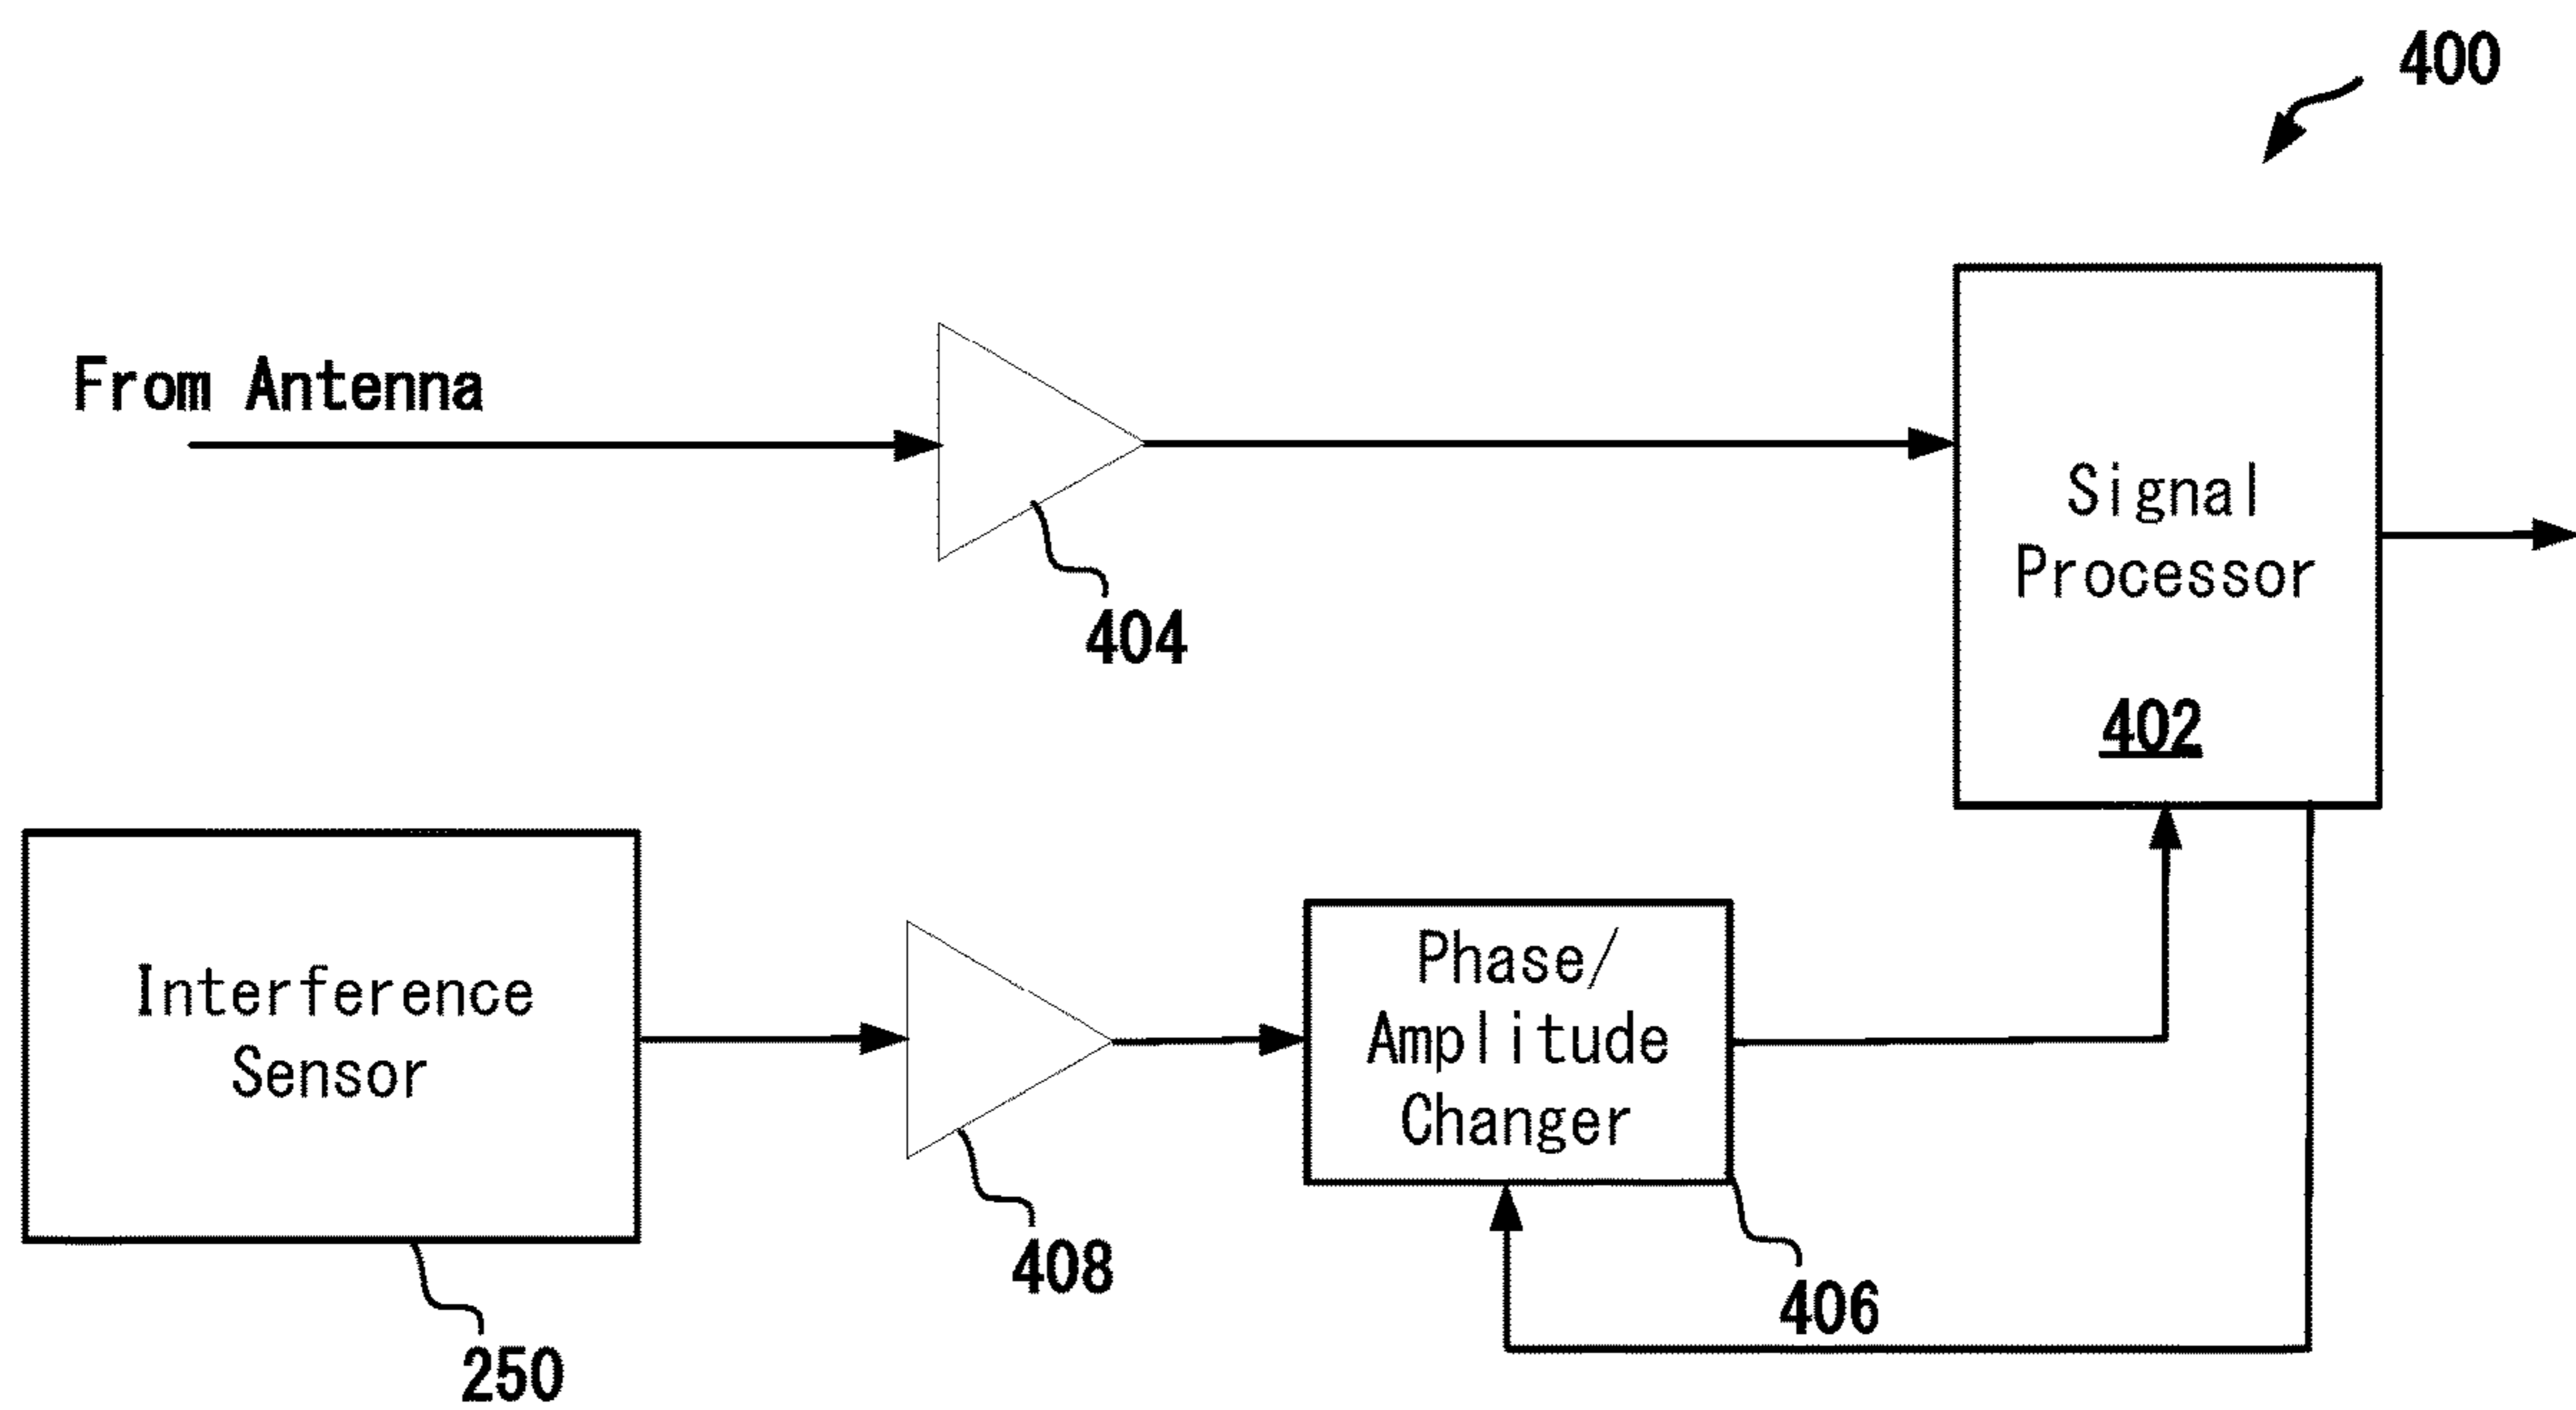 400
From Antenna
404
Signal
Processor
402
Interference
Sensor
250
408
Phase/
Amplitude
Changer
406